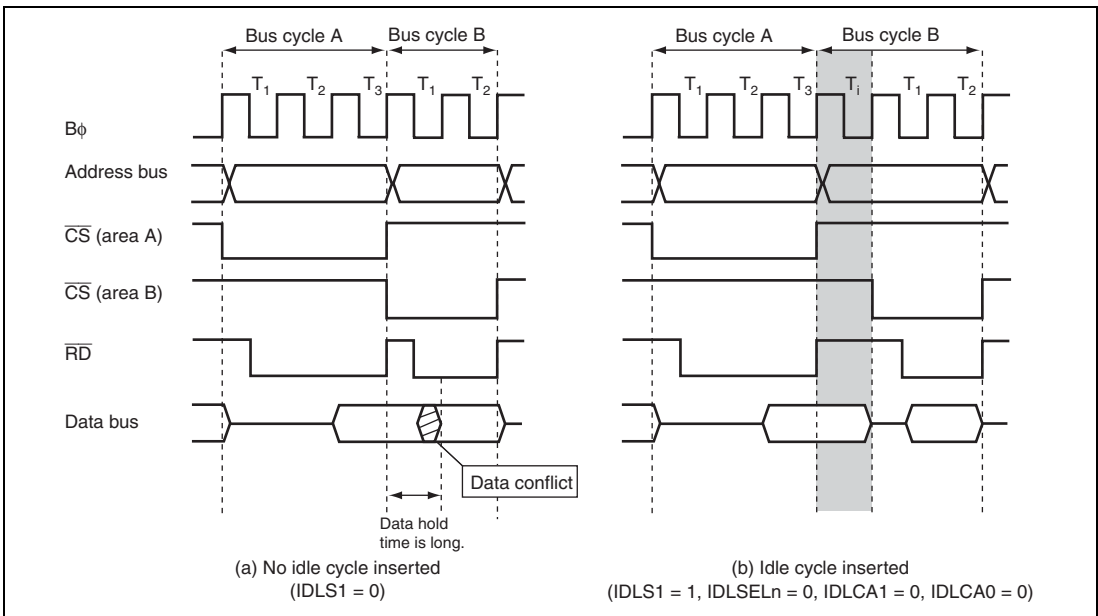 Bus cycle A Bus cycle B
T1 T2 T3 T1 T2
Bϕ
Address bus
CS (area A)
CS (area B)
RD
Data bus
Data conflict
Data hold
time is long.
(a) No idle cycle inserted
(IDLS1 = 0)
Bus cycle A Bus cycle B
T1 T2 T3 Ti T1 T2
(b) Idle cycle inserted
(IDLS1 = 1, IDLSELn = 0, IDLCA1 = 0, IDLCA0 = 0)